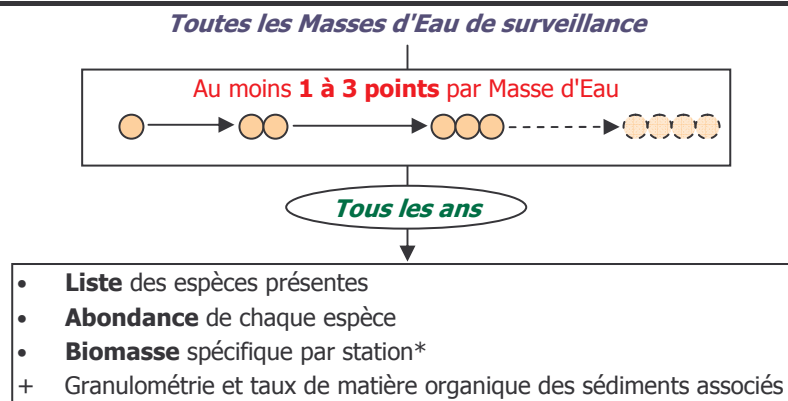 Toutes les Masses d'Eau de surveillance
Au moins 1 à 3 points par Masse d'Eau
Tous les ans
• Liste des espèces présentes
• Abondance de chaque espèce
• Biomasse spécifique par station*
+ Granulométrie et taux de matière organique des sédiments associés